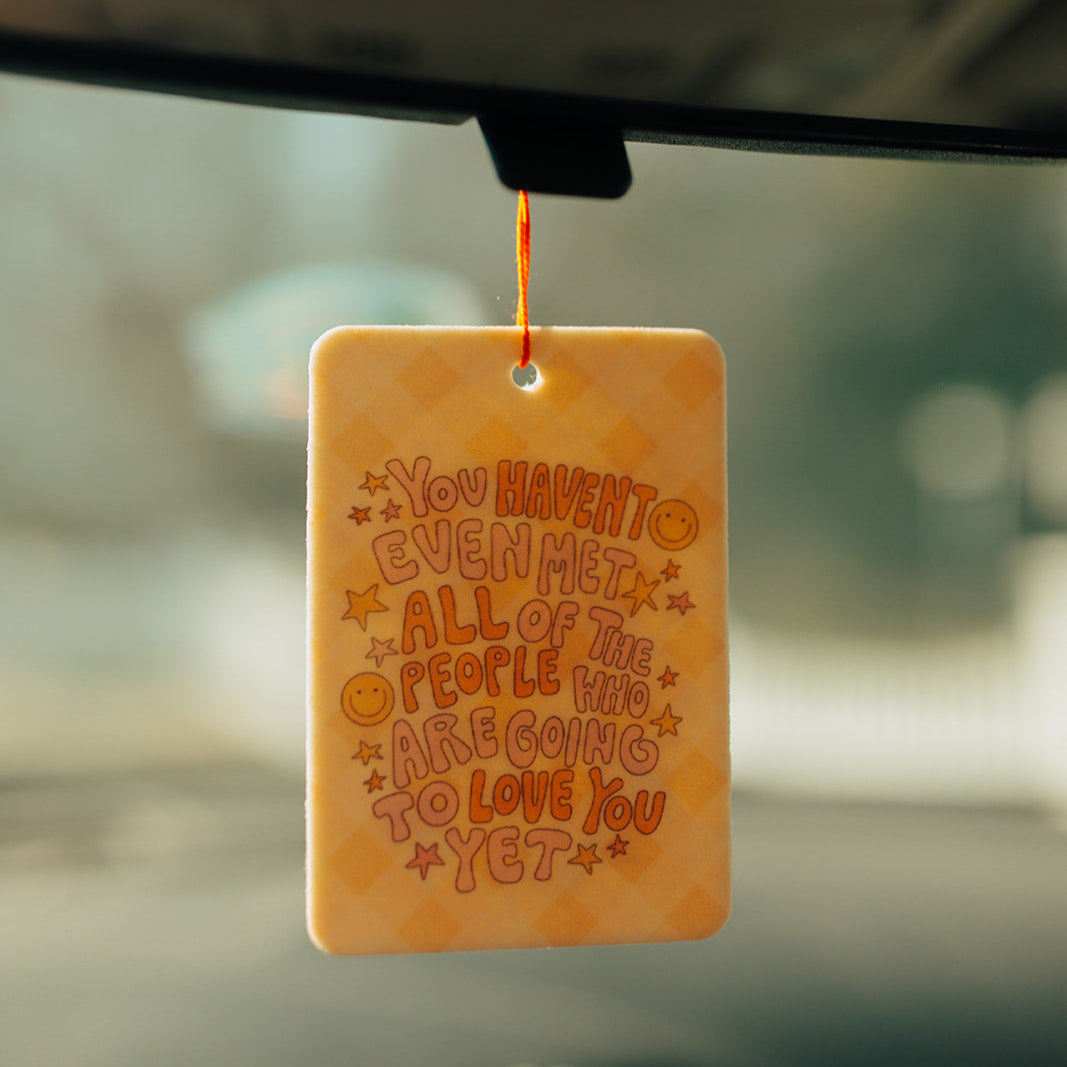 YOU HAVENT
EVEN MET
ALL OF THE
PEOPLE WHO
ARE GOING
TO LOVE YOU
YET